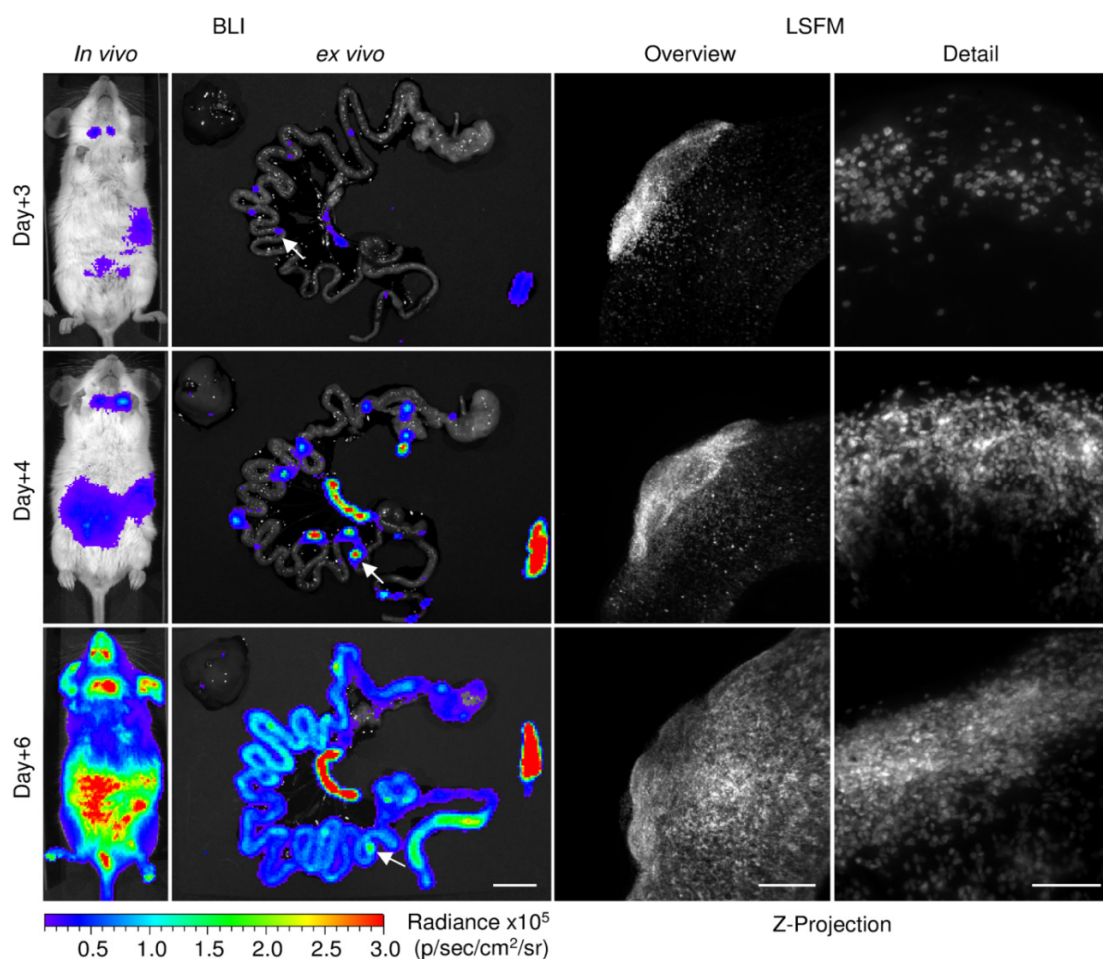 BLI
LSFM
In vivo
ex vivo
Overview
Detail
Day+3
Day+4
Day+6
0.5 1.0 1.5 2.0 2.5 3.0
Radiance x10⁵
(p/sec/cm²/sr)
Z-Projection